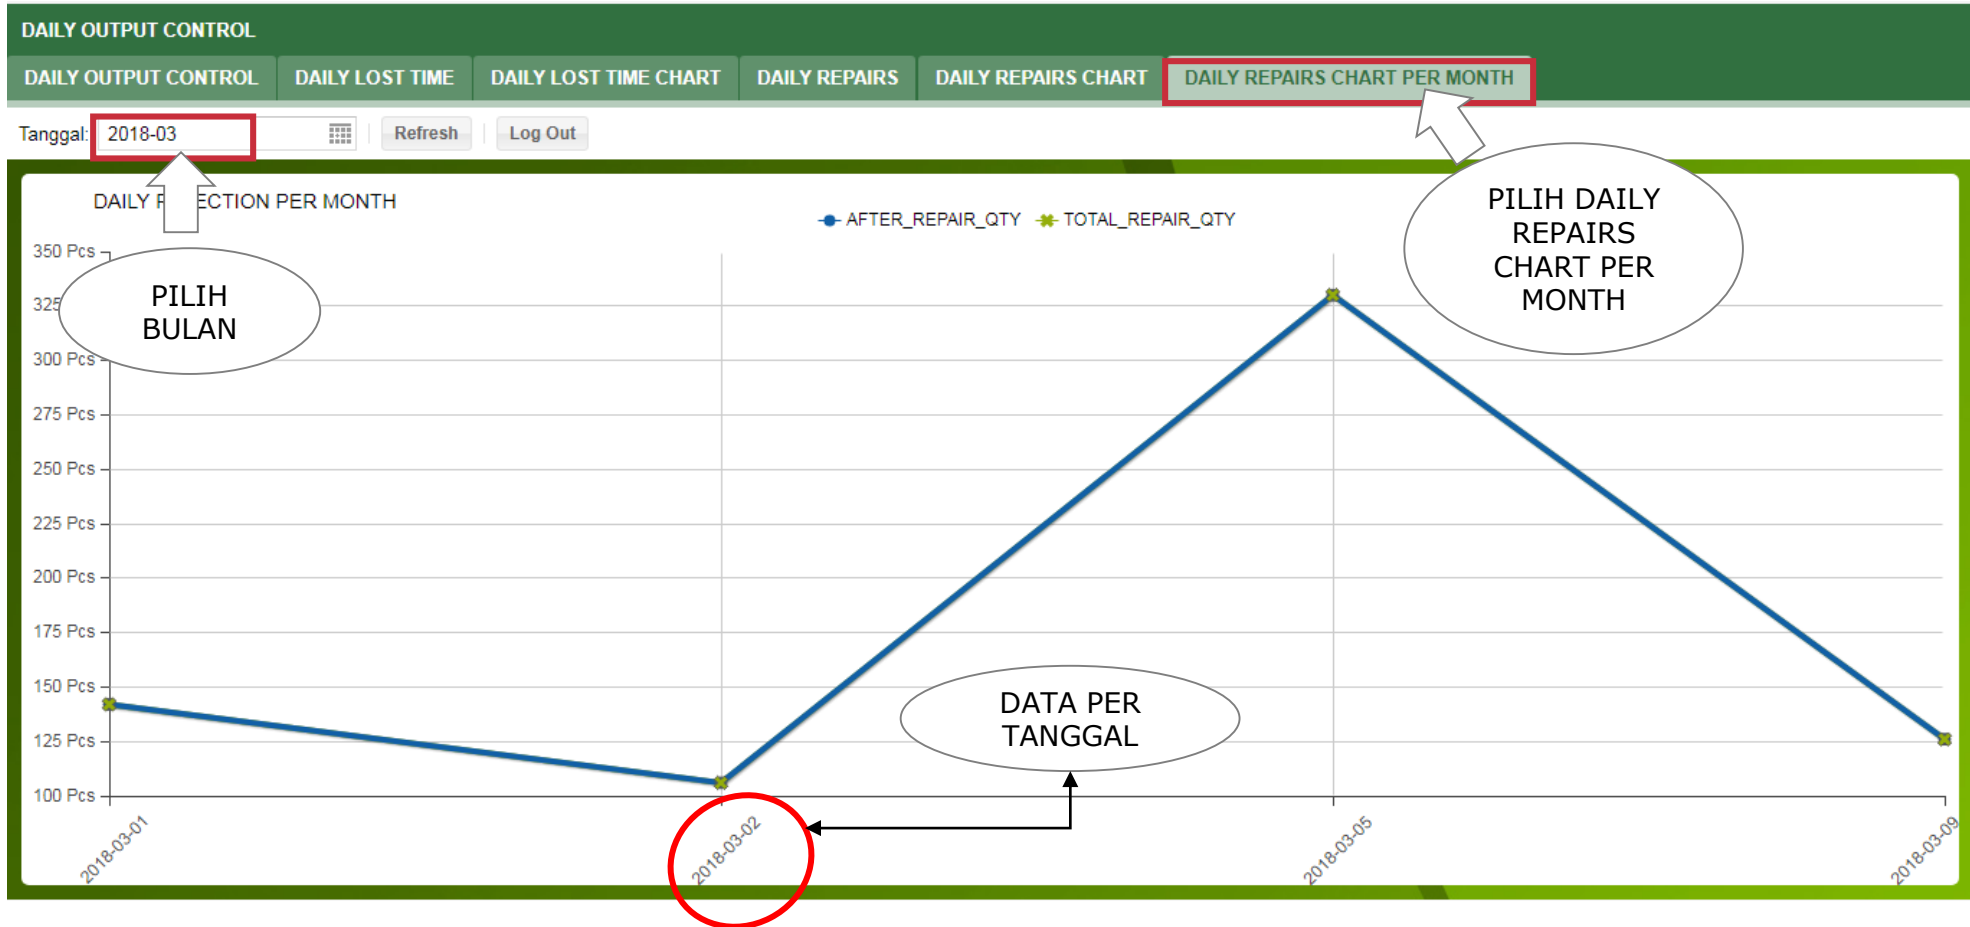 DAILY OUTPUT CONTROL
DAILY OUTPUT CONTROL DAILY LOST TIME DAILY LOST TIME CHART DAILY REPAIRS DAILY REPAIRS CHART DAILY REPAIRS CHART PER MONTH
Tanggal: 2018-03 Refresh Log Out
DAILY ECTION PER MONTH
AFTER_REPAIR_QTY TOTAL_REPAIR_QTY
PILIH DAILY
REPAIRS
CHART PER
MONTH
PILIH
BULAN
350 Pcs
325
300 Pcs
275 Pcs
250 Pcs
225 Pcs
200 Pcs
175 Pcs
150 Pcs
125 Pcs
100 Pcs
DATA PER
TANGGAL
2018-03-01
2018-03-02
2018-03-05
2018-03-09